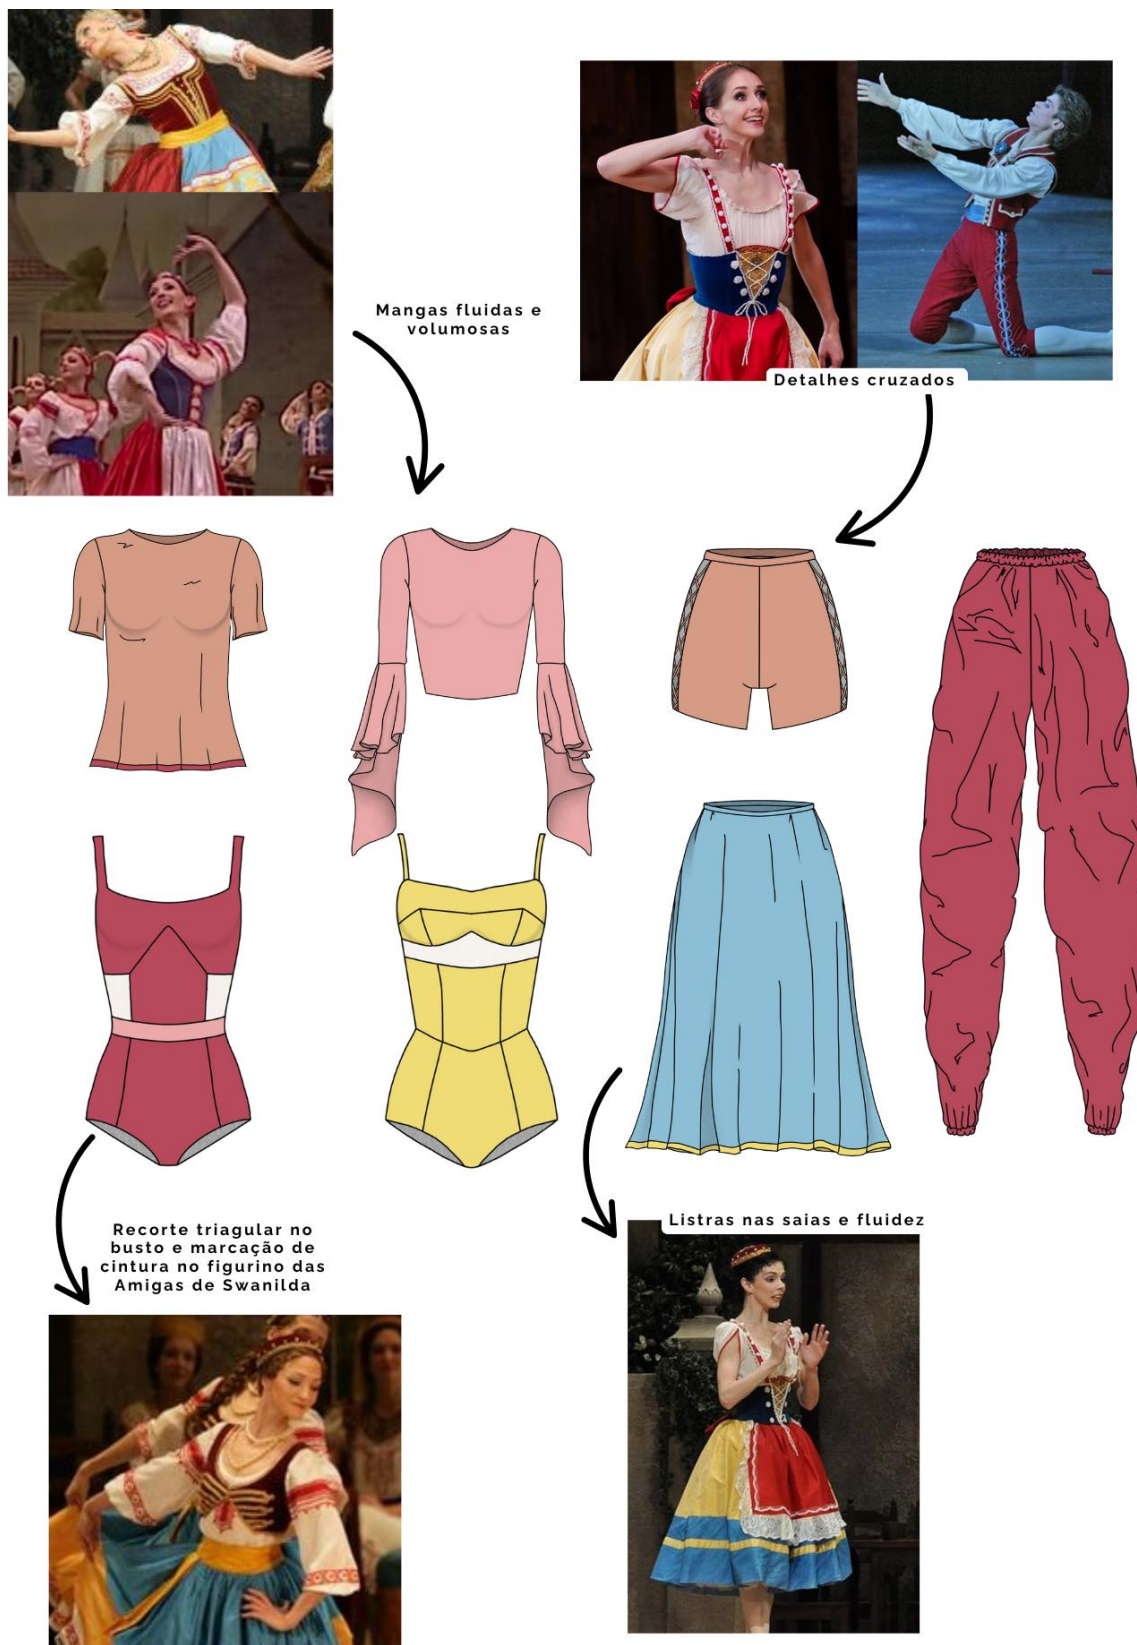 Mangas fluidas e
volumosas
Detalhes cruzados
Recorte triagular no
busto e marcação de
cintura no figurino das
Amigas de Swanilda
Listras nas saias e fluidez